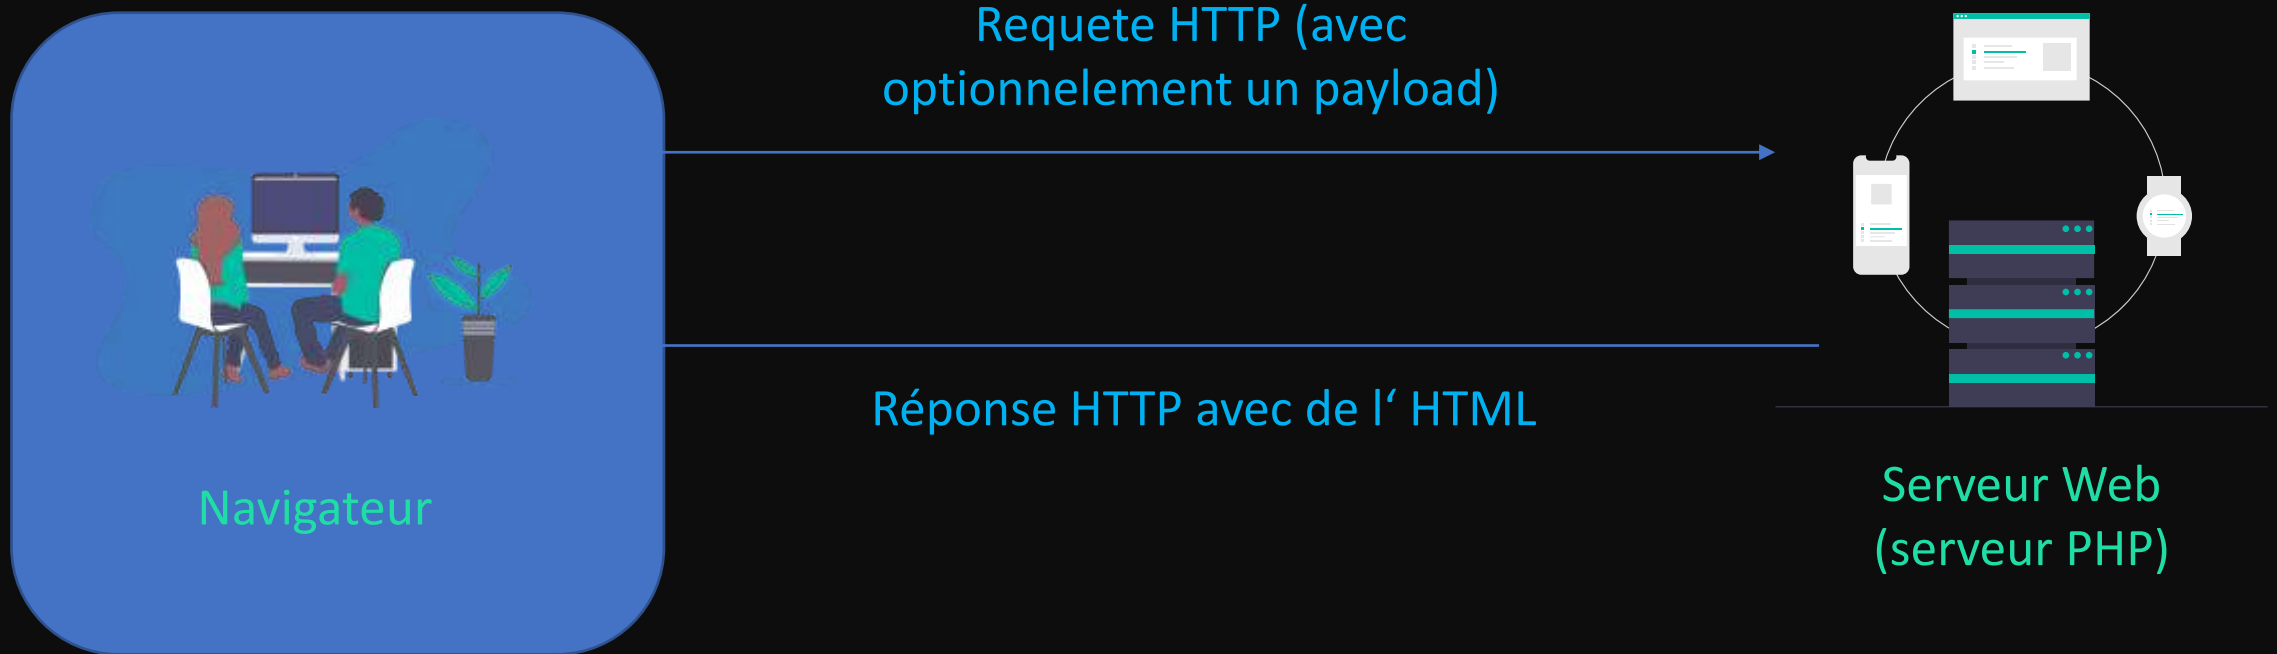 Requete HTTP (avec
optionnelement un payload)
Réponse HTTP avec de l‘ HTML
Navigateur
Serveur Web
(serveur PHP)